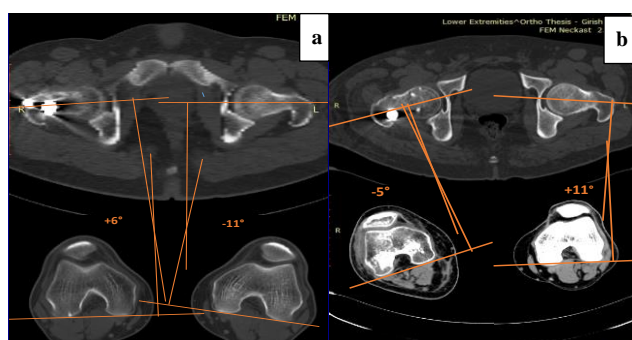 FEM
a
R
L
+6°
-11°
R
R
Lower Extremities^Ortho Thesis - Girish
FEM Neckast 2
b
R
L
-5°
+11°
R